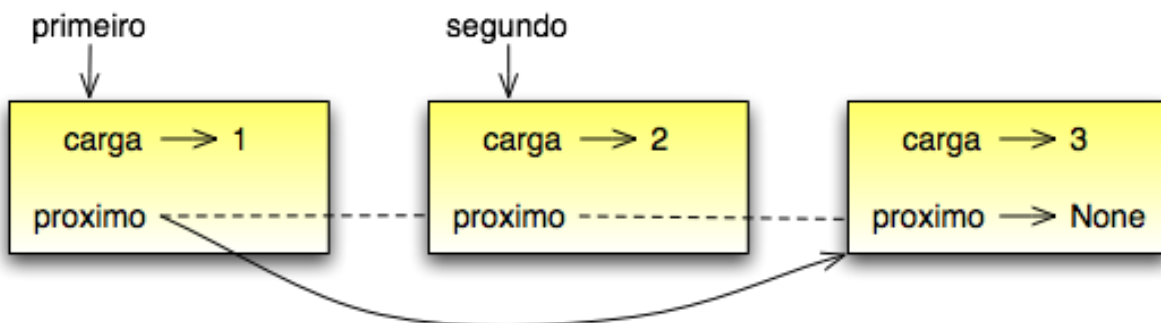 primeiro segundo
carga 1 carga 2 carga 3
proximo proximo proximo None